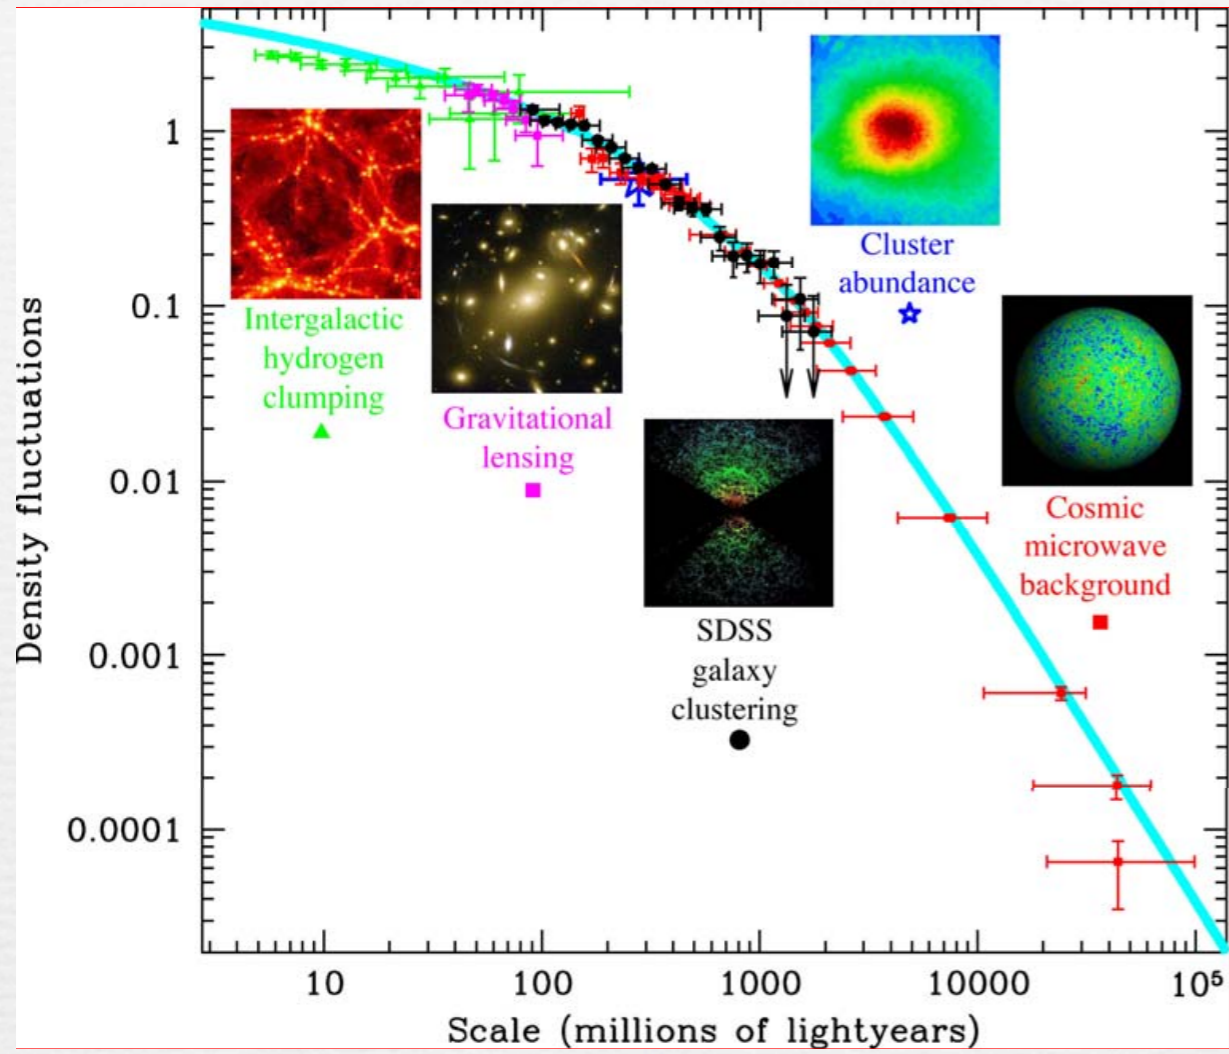 1
0.1
0.01
0.001
0.0001
Density fluctuations
Intergalactic
hydrogen
clumping
Gravitational
lensing
SDSS
galaxy
clustering
Cluster
abundance
Cosmic
microwave
background
10
100
1000
10000
10⁵
Scale (millions of lightyears)